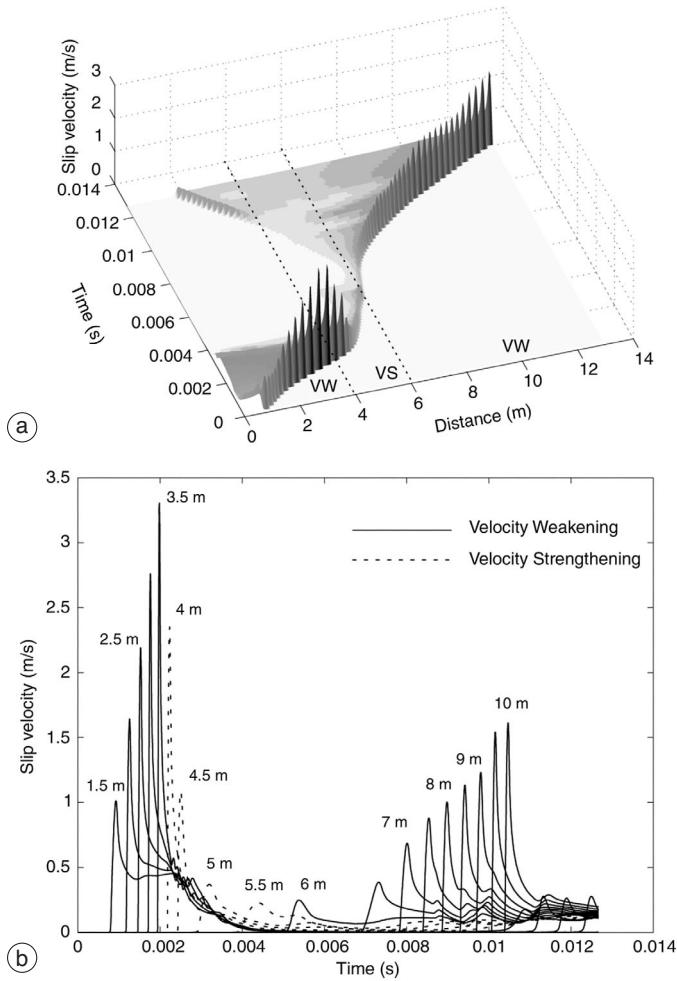 3
2
1
0
Slip velocity (m/s)
0.014
0.012
0.01
0.008
0.006
0.004
0.002
0
Time (s)
0
2
4
6
8
10
12
14
Distance (m)
VW
VS
VW
a
3.5
3
2.5
2
1.5
1
0.5
0
Slip velocity (m/s)
3.5 m
Velocity Weakening
Velocity Strengthening
4 m
2.5 m
10 m
4.5 m
1.5 m
9 m
8 m
7 m
5 m
5.5 m
6 m
0
0.002
0.004
0.006
0.008
0.01
0.012
0.014
Time (s)
b